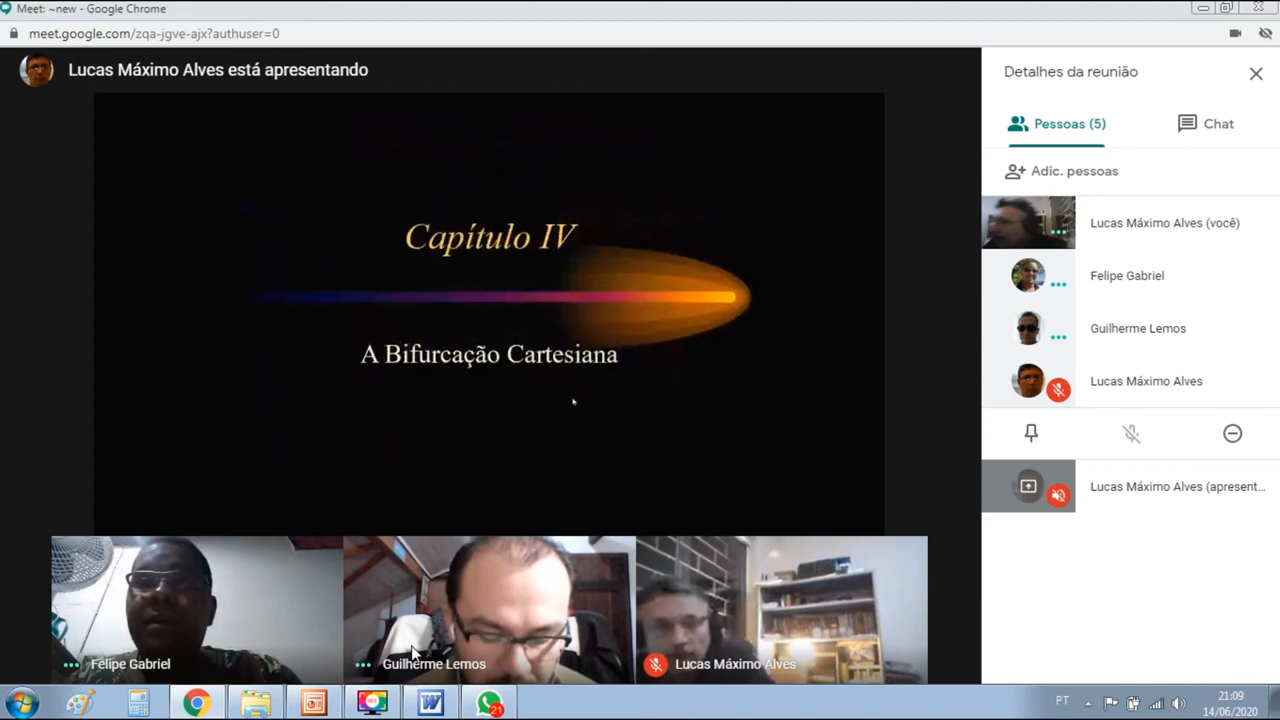 Meet: ~new - Google Chrome
meet.google.com/zqa-jgve-ajx?authuser=0
Lucas Máximo Alves está apresentando
Capítulo IV
A Bifurcação Cartesiana
Felipe Gabriel
Guilherme Lemos
Lucas Máximo Alves
Detalhes da reunião
Pessoas (5)
Chat
Adic. pessoas
Lucas Máximo Alves (você)
Felipe Gabriel
Guilherme Lemos
Lucas Máximo Alves
Lucas Máximo Alves (apresent...
21
PT
21:09
14/06/2020